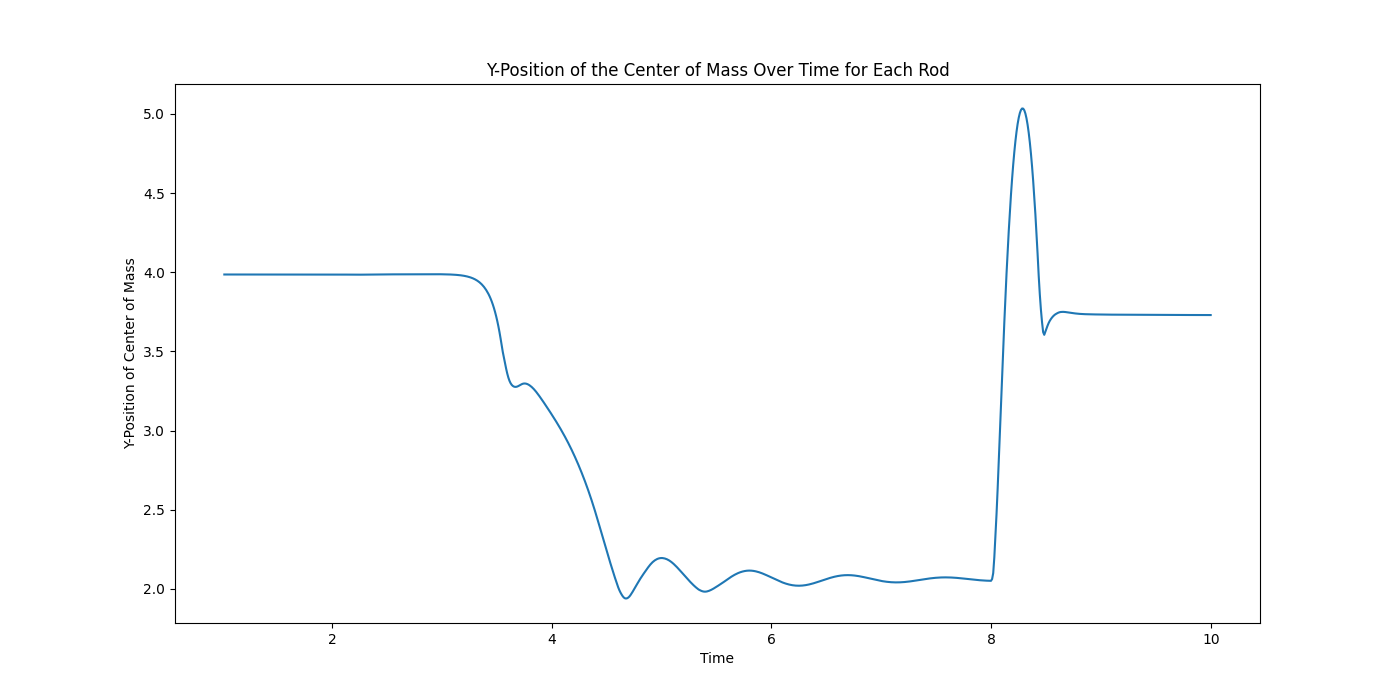 Y-Position of the Center of Mass Over Time for Each Rod
Y-Position of Center of Mass
5.0
4.5
4.0
3.5
3.0
2.5
2.0
2 4 6 8 10
Time